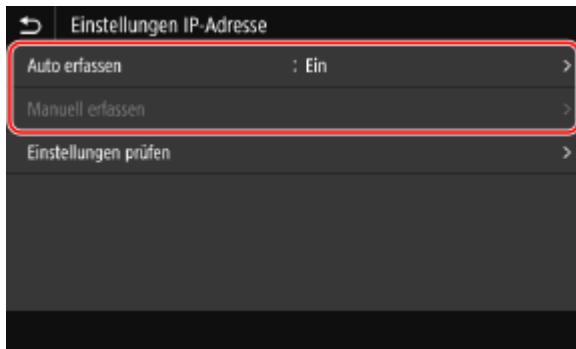 Einstellungen IP-Adresse
Auto erfassen : Ein
Manuell erfassen
Einstellungen prüfen